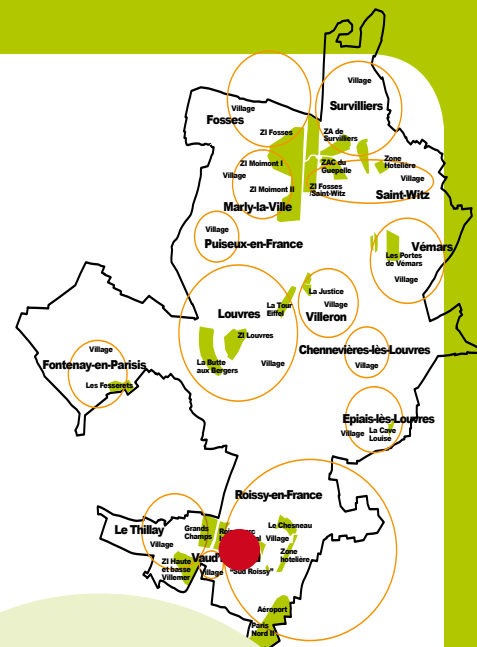 Village
Survilliers
Village
Fosses
ZI Fosses
ZA de
Survilliers
ZI Moimont I
Village
ZAC du
Guepelle
Zone
Hotelière
Village
ZI Moimont II
ZI Fosses
/Saint-Witz
Saint-Witz
Marly-la-Ville
Village
Puiseux-en-France
Vémars
Les Portes
de Vémars
Village
La Justice
Village
Villeron
La Tour
Eiffel
Louvres
ZI Louvres
La Butte
aux Bergers
Village
Chennevières-lès-Louvres
Village
Village
Fontenay-en-Parisis
Les Fesserets
Epiais-lès-Louvres
Village
La Cave
Louise
Roissy-en-France
Le Thillay
Village
Grands
Champs
Le Chesneau
Village
Zone
hotelière
ZI Haute
et basse
Villemer
Village
"Sud Roissy"
Aéroport
Paris
Nord II